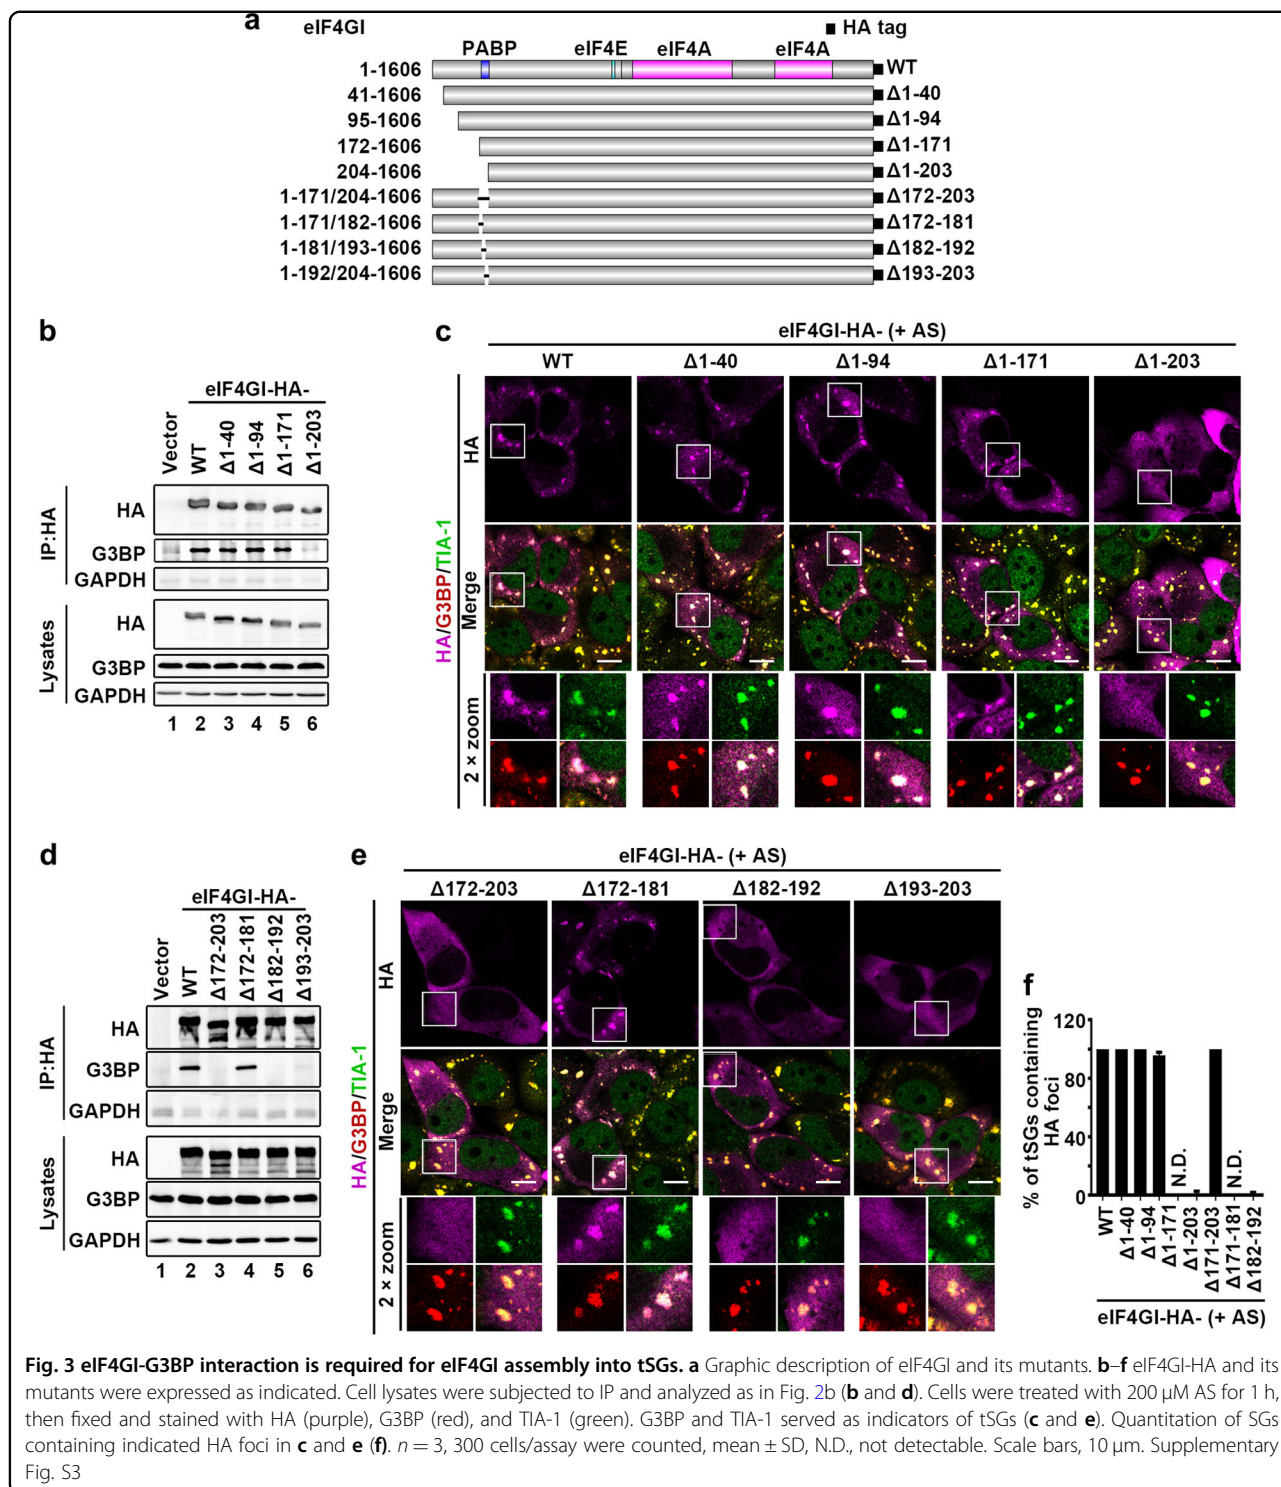 a
eIF4GI
HA tag
PABP eIF4E eIF4A eIF4A
1-1606 WT
41-1606 Δ1-40
95-1606 Δ1-94
172-1606 Δ1-171
204-1606 Δ1-203
1-171/204-1606 Δ172-203
1-171/182-1606 Δ172-181
1-181/193-1606 Δ182-192
1-192/204-1606 Δ193-203
b
eIF4GI-HA-
Vector WT Δ1-40 Δ1-94 Δ1-171 Δ1-203
IP:HA
HA
G3BP
GAPDH
Lysates
HA
G3BP
GAPDH
1 2 3 4 5 6
c
eIF4GI-HA- (+ AS)
WT Δ1-40 Δ1-94 Δ1-171 Δ1-203
HA
HA/G3BP/TIA-1
Merge
2 × zoom
d
eIF4GI-HA-
Vector WT Δ172-203 Δ172-181 Δ182-192 Δ193-203
IP:HA
HA
G3BP
GAPDH
Lysates
HA
G3BP
GAPDH
1 2 3 4 5 6
e
eIF4GI-HA- (+ AS)
Δ172-203 Δ172-181 Δ182-192 Δ193-203
HA
HA/G3BP/TIA-1
Merge
2 × zoom
f
% of tSGs containing
HA foci
120
80
40
0
N.D. N.D.
WT Δ1-40 Δ1-94 Δ1-171 Δ1-203 Δ171-203 Δ171-181 Δ182-192
eIF4GI-HA- (+ AS)
Fig. 3 eIF4GI-G3BP interaction is required for eIF4GI assembly into tSGs. a Graphic description of eIF4GI and its mutants. b–f eIF4GI-HA and its
mutants were expressed as indicated. Cell lysates were subjected to IP and analyzed as in Fig. 2b (b and d). Cells were treated with 200 μM AS for 1 h,
then fixed and stained with HA (purple), G3BP (red), and TIA-1 (green). G3BP and TIA-1 served as indicators of tSGs (c and e). Quantitation of SGs
containing indicated HA foci in c and e (f). n = 3, 300 cells/assay were counted, mean ± SD, N.D., not detectable. Scale bars, 10 μm. Supplementary
Fig. S3